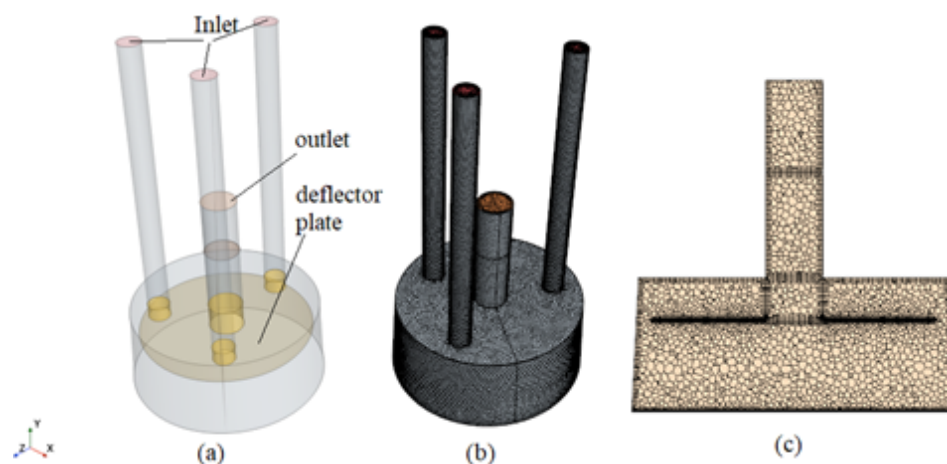 Inlet
outlet
deflector
plate
Y
Z
X
(a)
(b)
(c)